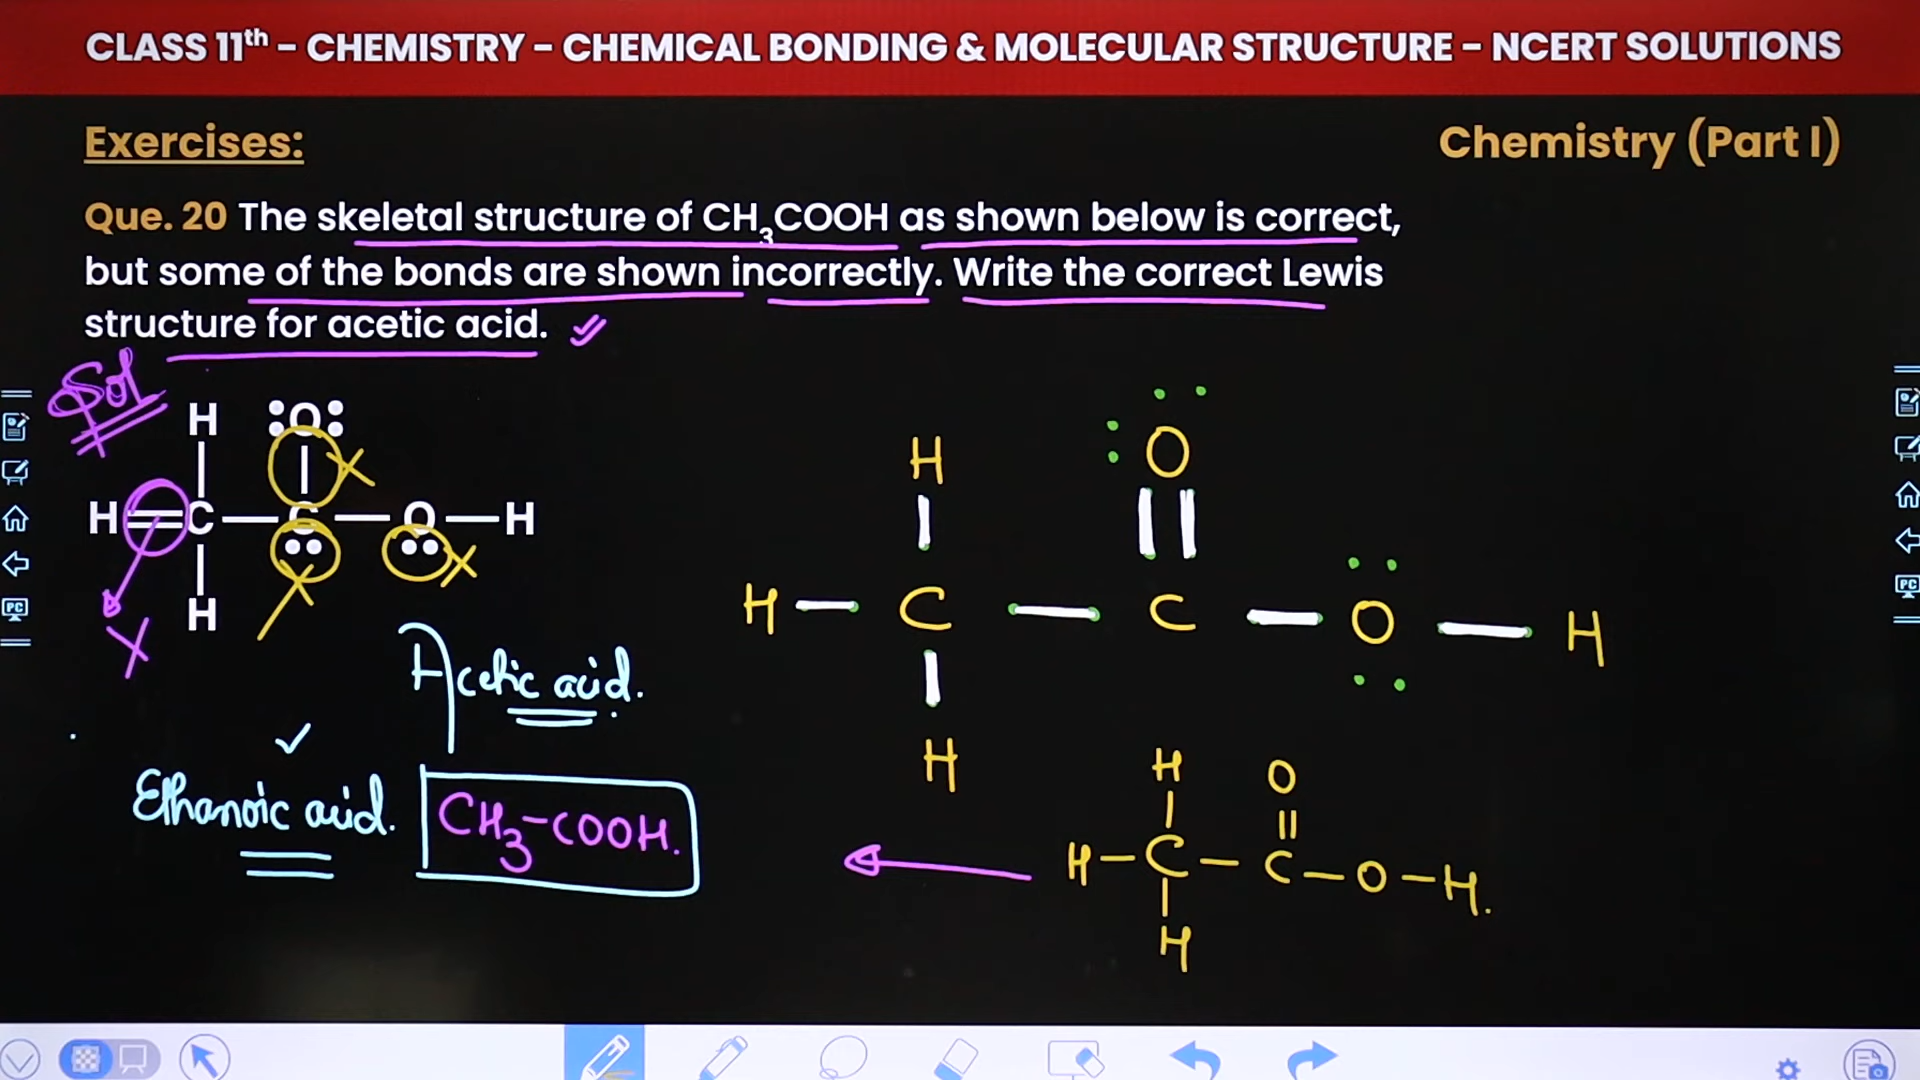 CLASS 11th - CHEMISTRY - CHEMICAL BONDING & MOLECULAR STRUCTURE - NCERT SOLUTIONS
Exercises:
Chemistry (Part I)
Que. 20 The skeletal structure of CH3COOH as shown below is correct,
but some of the bonds are shown incorrectly. Write the correct Lewis
structure for acetic acid.
Sol
H :O:
H=C—C—O—H
H
X
Acetic acid.
Ethanoic acid.
CH3-COOH.
H O
H—C—C—O—H
H
H O
H—C—C—O—H.
H
PC
PC